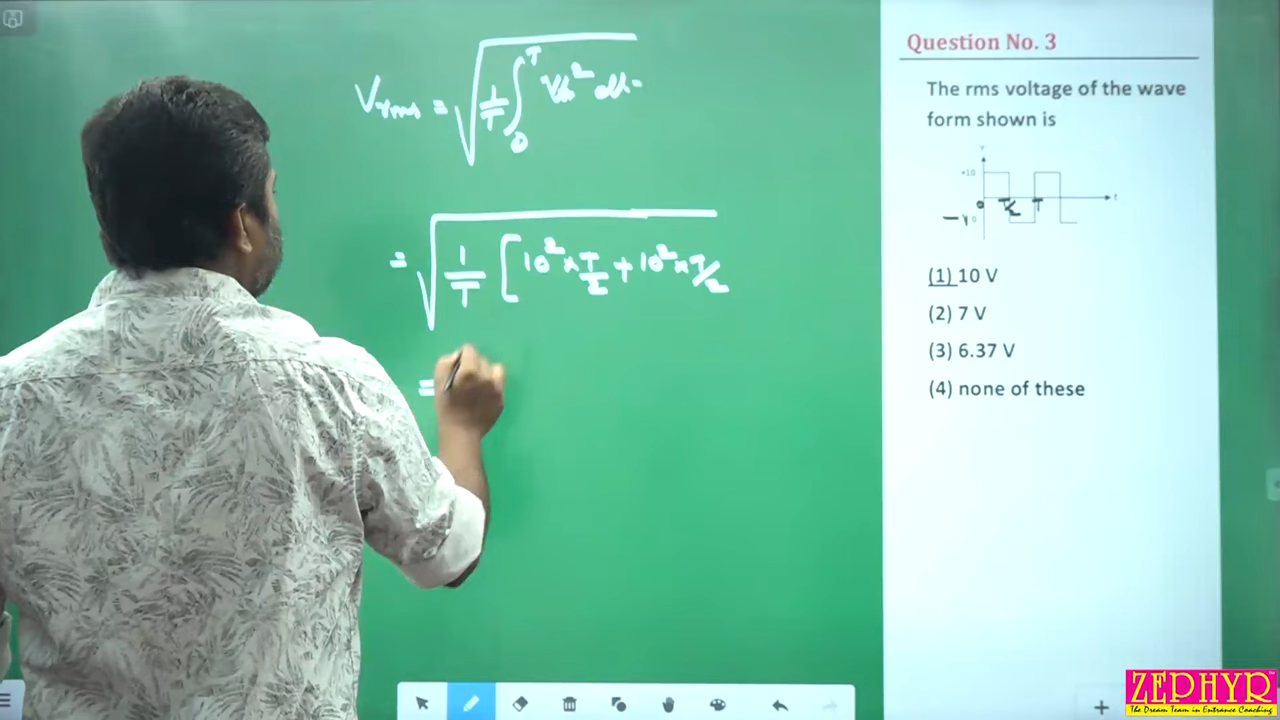 Vrms = √ 1/T ∫₀ᵀ V² dt
= √ 1/T [ 10² × T/2 + 10² × T/2
=
Question No. 3
The rms voltage of the wave
form shown is
V
+10
0 T/2 T t
(1) 10 V
(2) 7 V
(3) 6.37 V
(4) none of these
ZEPHYR
The Dream Team in Entrance Coaching